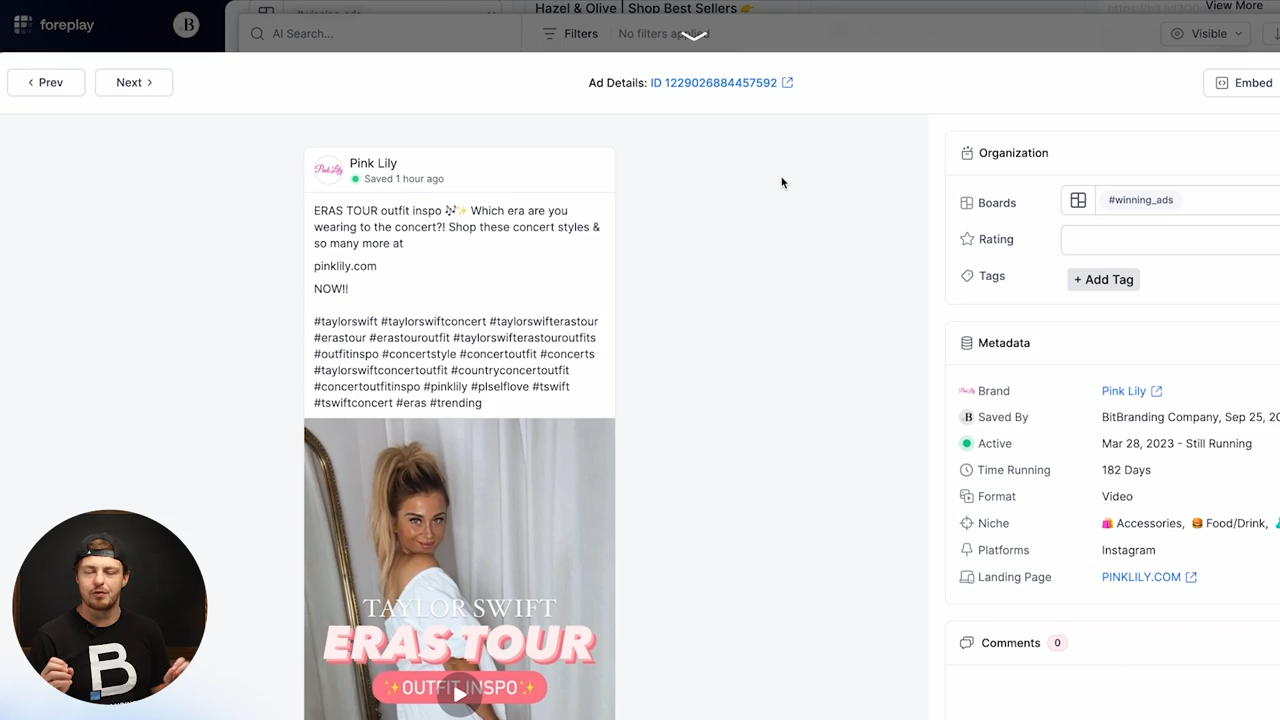 foreplay
B
#winning_ads
Hazel & Olive | Shop Best Sellers 👉
View More
AI Search...
Filters
No filters applied
Visible
‹ Prev
Next ›
Ad Details: ID 1229026884457592
Embed
Pink Lily
Pink Lily
Saved 1 hour ago
ERAS TOUR outfit inspo 🎶✨ Which era are you
wearing to the concert?! Shop these concert styles &
so many more at
pinklily.com
NOW!!
#taylorswift #taylorswiftconcert #taylorswifterastour
#erastour #erastouroutfit #taylorswifterastouroutfits
#outfitinspo #concertstyle #concertoutfit #concerts
#taylorswiftconcertoutfit #countryconcertoutfit
#concertoutfitinspo #pinklily #plselflove #tswift
#tswiftconcert #eras #trending
TAYLOR SWIFT
ERAS TOUR
✨OUTFIT INSPO✨
B
Organization
Boards
#winning_ads
Rating
Tags
+ Add Tag
Metadata
Brand
Pink Lily
Saved By
BitBranding Company, Sep 25, 20
Active
Mar 28, 2023 - Still Running
Time Running
182 Days
Format
Video
Niche
🛍️ Accessories, 🍔 Food/Drink,
Platforms
Instagram
Landing Page
PINKLILY.COM
Comments 0